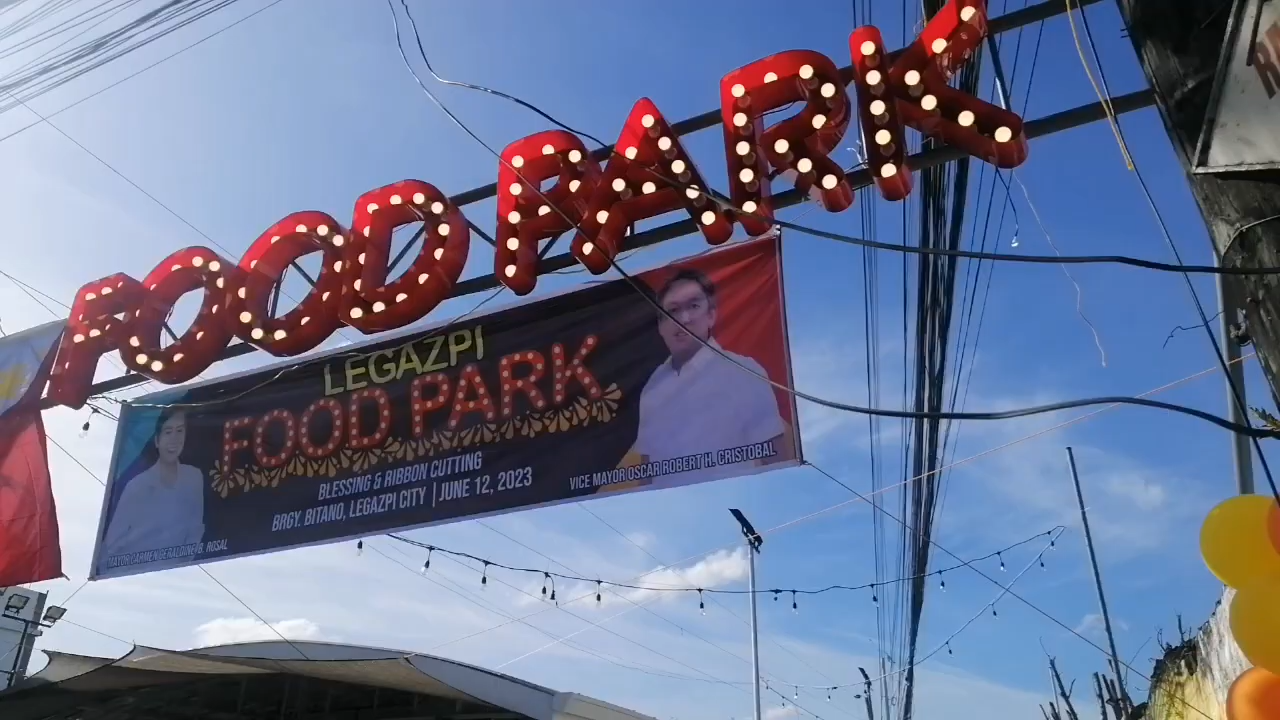 FOOD PARK
LEGAZPI
FOOD PARK
BLESSING & RIBBON CUTTING
BRGY. BITANO, LEGAZPI CITY | JUNE 12, 2023
MAYOR CARMEN GERALDINE B. ROSAL
VICE MAYOR OSCAR ROBERT H. CRISTOBAL